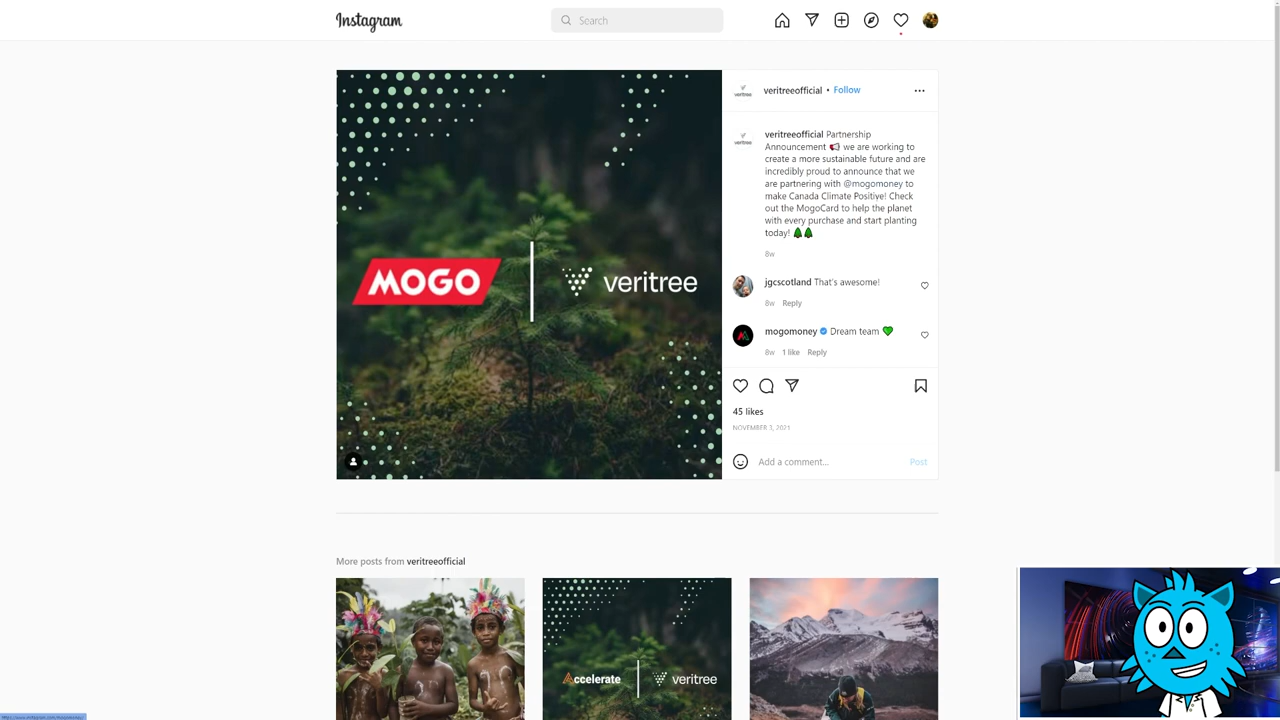 Instagram
Search
MOGO
veritree
veritreeofficial • Follow
veritree
veritreeofficial Partnership
Announcement 📢 we are working to
create a more sustainable future and are
incredibly proud to announce that we
are partnering with @mogomoney to
make Canada Climate Positive! Check
out the MogoCard to help the planet
with every purchase and start planting
today! 🌲🌲
8w
jgcscotland That's awesome!
8w Reply
mogomoney Dream team 💚
8w 1 like Reply
45 likes
NOVEMBER 3, 2021
Add a comment... Post
More posts from veritreeofficial
Accelerate
veritree